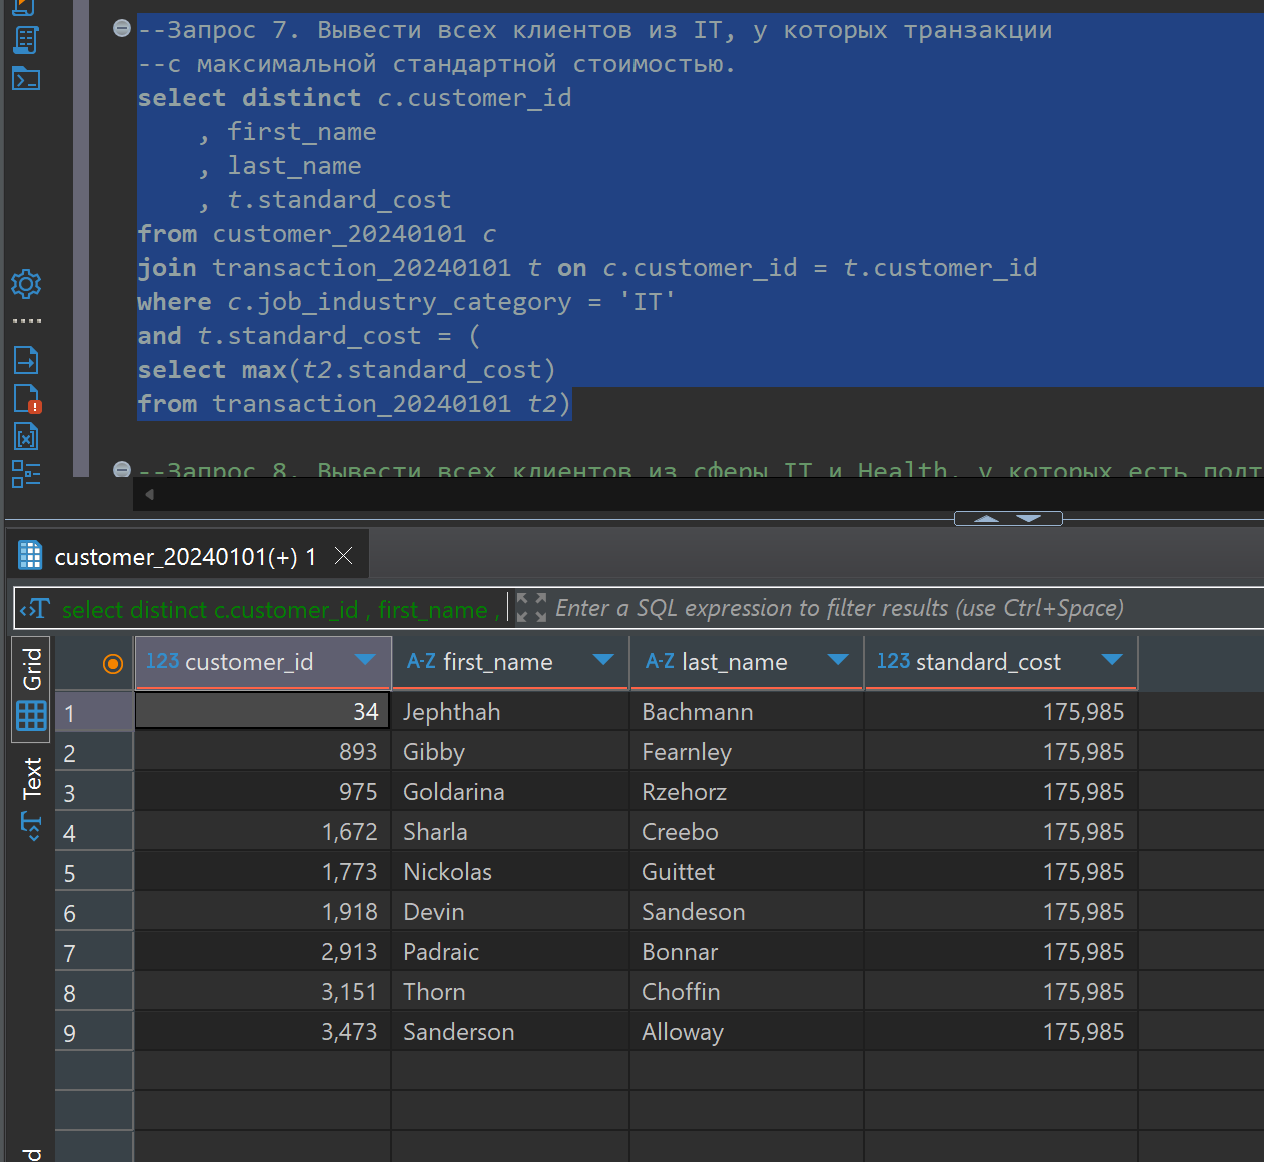 --Запрос 7. Вывести всех клиентов из IT, у которых транзакции
--с максимальной стандартной стоимостью.
select distinct c.customer_id
, first_name
, last_name
, t.standard_cost
from customer_20240101 c
join transaction_20240101 t on c.customer_id = t.customer_id
where c.job_industry_category = 'IT'
and t.standard_cost = (
select max(t2.standard_cost)
from transaction_20240101 t2)
--Запрос 8. Вывести всех клиентов из сферы IT и Health, у которых есть подт
customer_20240101(+) 1
select distinct c.customer_id , first_name , Enter a SQL expression to filter results (use Ctrl+Space)
Grid
Text
123 customer_id A-Z first_name A-Z last_name 123 standard_cost
1 34 Jephthah Bachmann 175,985
2 893 Gibby Fearnley 175,985
3 975 Goldarina Rzehorz 175,985
4 1,672 Sharla Creebo 175,985
5 1,773 Nickolas Guittet 175,985
6 1,918 Devin Sandeson 175,985
7 2,913 Padraic Bonnar 175,985
8 3,151 Thorn Choffin 175,985
9 3,473 Sanderson Alloway 175,985